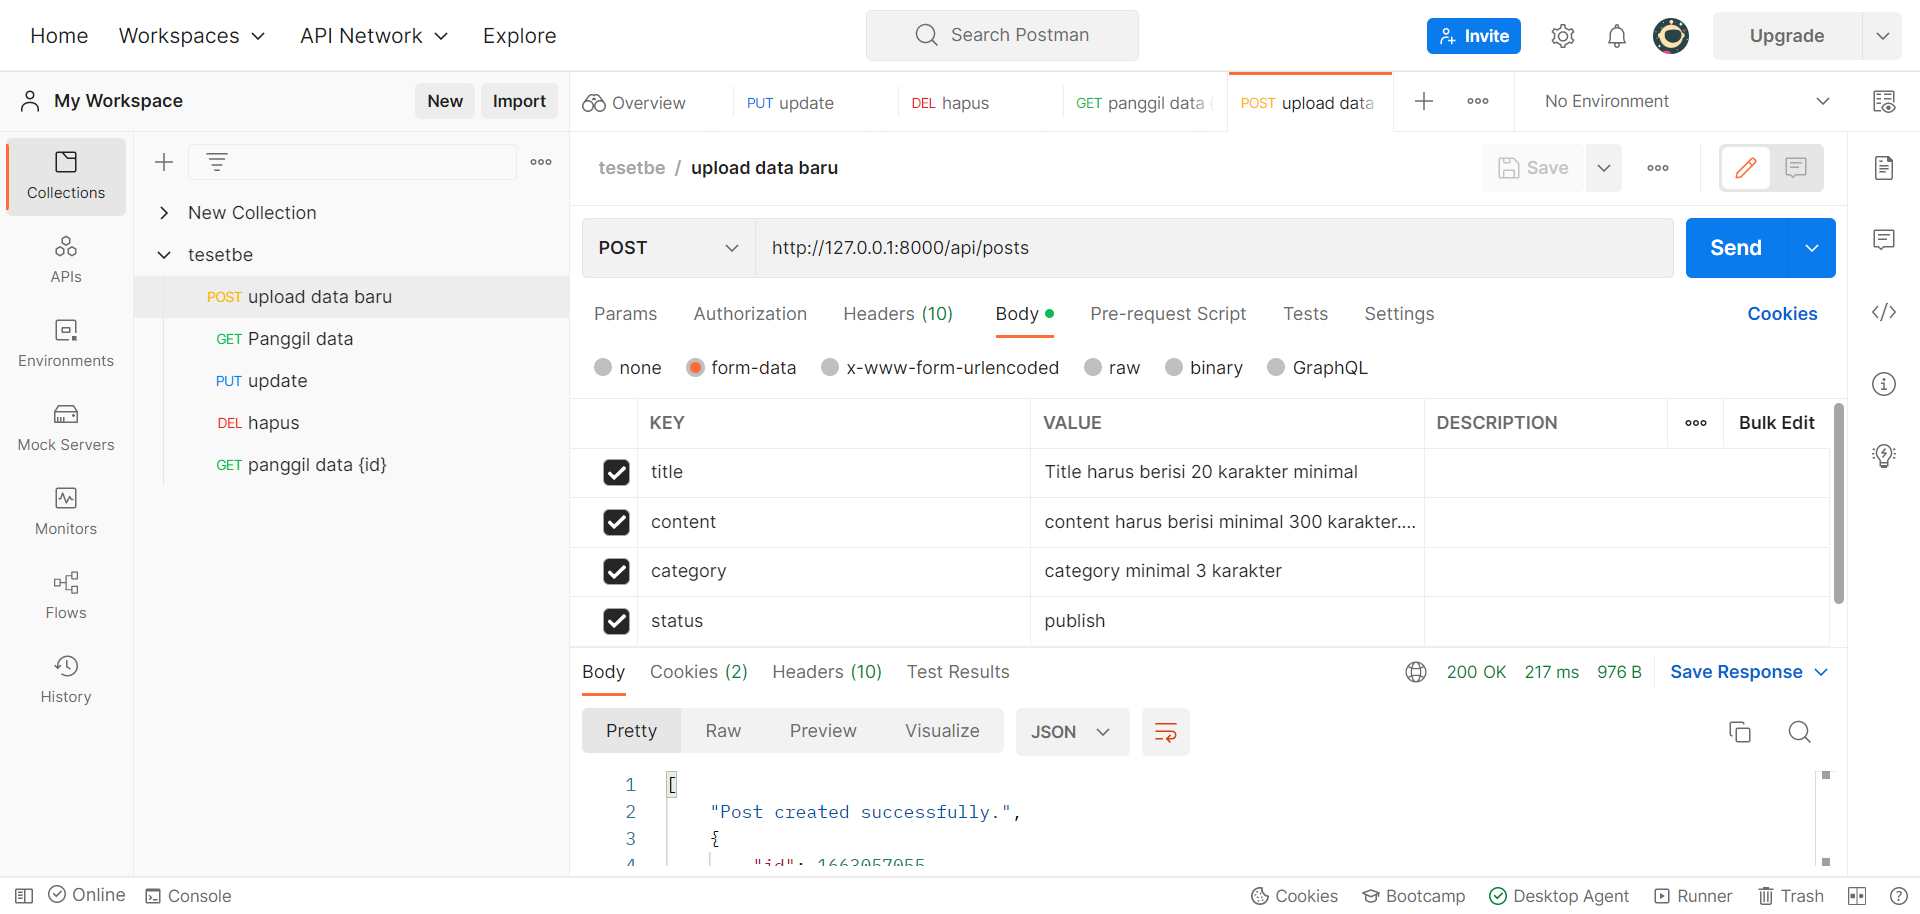 Home Workspaces API Network Explore Search Postman Invite Upgrade
My Workspace New Import
Overview PUT update DEL hapus GET panggil data { POST upload data No Environment
Collections
APIs
Environments
Mock Servers
Monitors
Flows
History
New Collection
tesetbe
POST upload data baru
GET Panggil data
PUT update
DEL hapus
GET panggil data {id}
tesetbe / upload data baru Save
POST http://127.0.0.1:8000/api/posts Send
Params Authorization Headers (10) Body Pre-request Script Tests Settings Cookies
none form-data x-www-form-urlencoded raw binary GraphQL
KEY VALUE DESCRIPTION Bulk Edit
title Title harus berisi 20 karakter minimal
content content harus berisi minimal 300 karakter....
category category minimal 3 karakter
status publish
Body Cookies (2) Headers (10) Test Results 200 OK 217 ms 976 B Save Response
Pretty Raw Preview Visualize JSON
1 [
2 "Post created successfully.",
3 {
4 "id": 1663057055
Online Console Cookies Bootcamp Desktop Agent Runner Trash